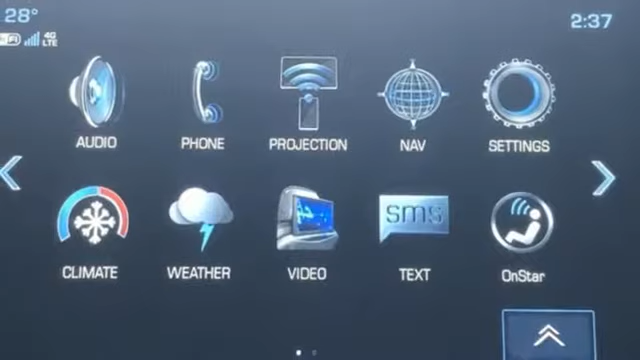 28°
2:37
4G
LTE
AUDIO
PHONE
PROJECTION
NAV
SETTINGS
sms
CLIMATE
WEATHER
VIDEO
TEXT
OnStar